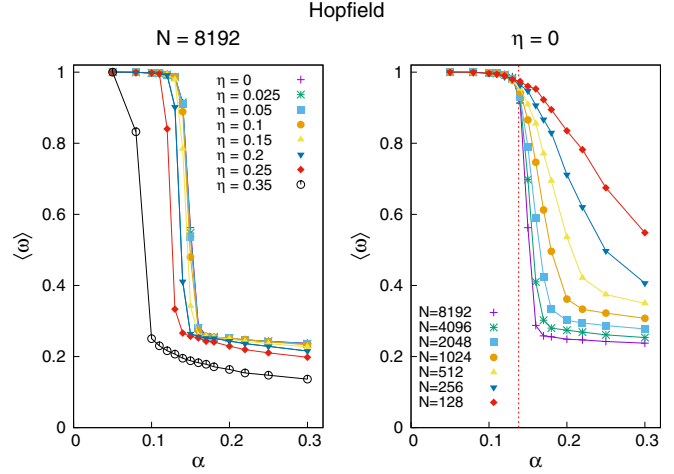 Hopfield
N = 8192
η = 0
1
0.8
0.6
0.4
0.2
0
⟨ω⟩
0
0.1
0.2
0.3
α
η = 0
η = 0.025
η = 0.05
η = 0.1
η = 0.15
η = 0.2
η = 0.25
η = 0.35
1
0.8
0.6
0.4
0.2
0
⟨ω⟩
0
0.1
0.2
0.3
α
N=8192
N=4096
N=2048
N=1024
N=512
N=256
N=128